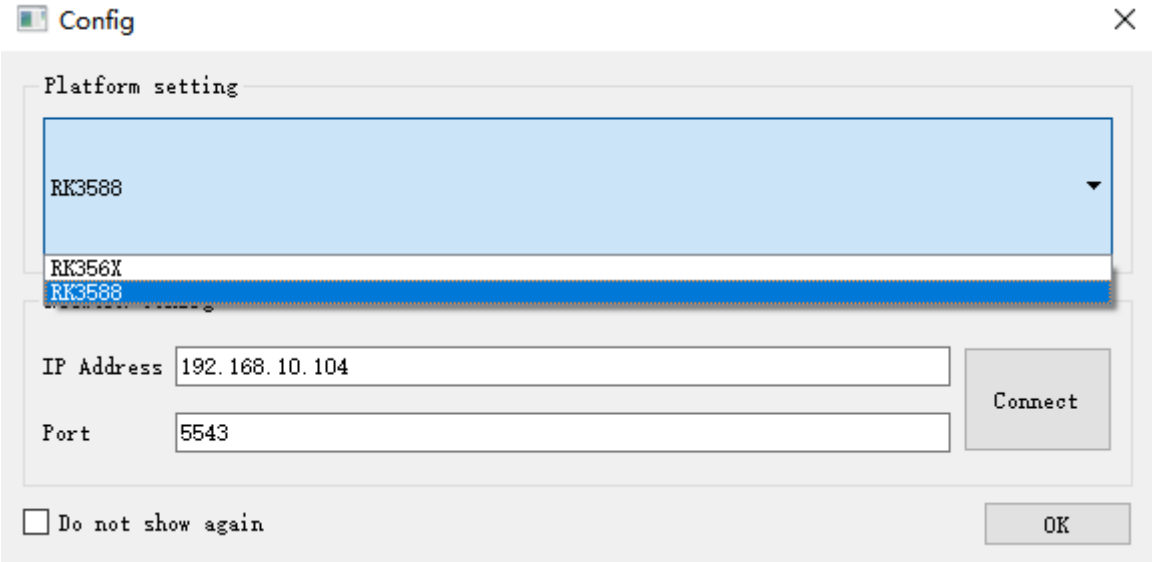 Config
Platform setting
RK3588
RK356X
RK3588
IP Address 192.168.10.104
Connect
Port 5543
Do not show again
OK